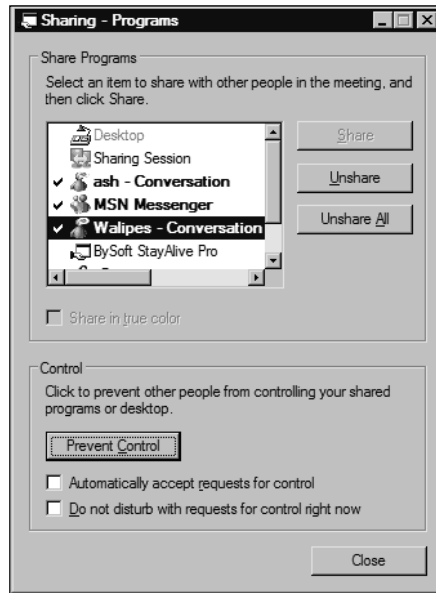 Sharing - Programs
Share Programs
Select an item to share with other people in the meeting, and
then click Share.
Desktop
Sharing Session
ash - Conversation
MSN Messenger
Walipes - Conversation
BySoft StayAlive Pro
Share
Unshare
Unshare All
Share in true color
Control
Click to prevent other people from controlling your shared
programs or desktop.
Prevent Control
Automatically accept requests for control
Do not disturb with requests for control right now
Close